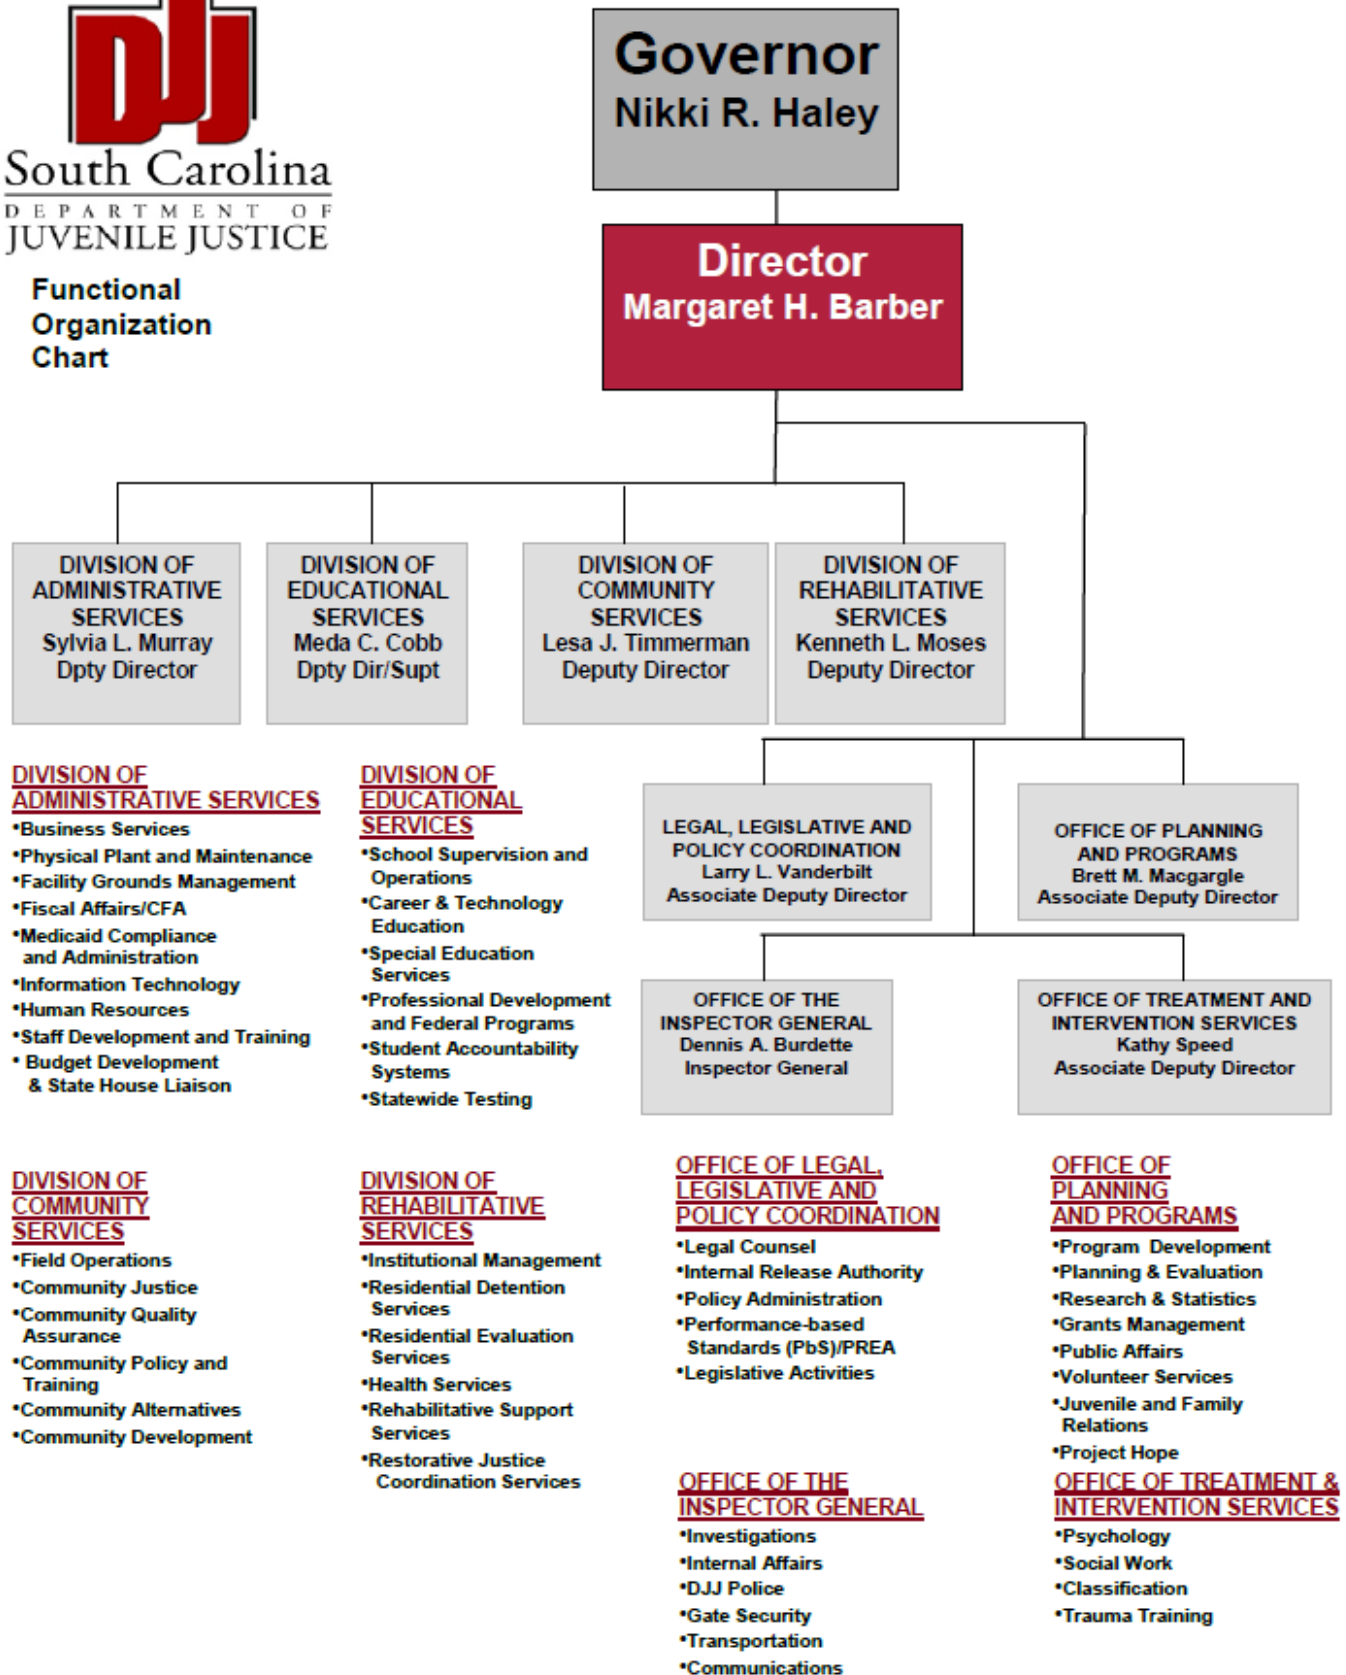 DJJ
South Carolina
DEPARTMENT OF
JUVENILE JUSTICE
Functional
Organization
Chart
Governor
Nikki R. Haley
Director
Margaret H. Barber
DIVISION OF
ADMINISTRATIVE
SERVICES
Sylvia L. Murray
Dpty Director
DIVISION OF
EDUCATIONAL
SERVICES
Meda C. Cobb
Dpty Dir/Supt
DIVISION OF
COMMUNITY
SERVICES
Lesa J. Timmerman
Deputy Director
DIVISION OF
REHABILITATIVE
SERVICES
Kenneth L. Moses
Deputy Director
LEGAL, LEGISLATIVE AND
POLICY COORDINATION
Larry L. Vanderbilt
Associate Deputy Director
OFFICE OF PLANNING
AND PROGRAMS
Brett M. Macgargle
Associate Deputy Director
OFFICE OF THE
INSPECTOR GENERAL
Dennis A. Burdette
Inspector General
OFFICE OF TREATMENT AND
INTERVENTION SERVICES
Kathy Speed
Associate Deputy Director
DIVISION OF
ADMINISTRATIVE SERVICES
•Business Services
•Physical Plant and Maintenance
•Facility Grounds Management
•Fiscal Affairs/CFA
•Medicaid Compliance
and Administration
•Information Technology
•Human Resources
•Staff Development and Training
• Budget Development
& State House Liaison
DIVISION OF
EDUCATIONAL
SERVICES
•School Supervision and
Operations
•Career & Technology
Education
•Special Education
Services
•Professional Development
and Federal Programs
•Student Accountability
Systems
•Statewide Testing
DIVISION OF
COMMUNITY
SERVICES
•Field Operations
•Community Justice
•Community Quality
Assurance
•Community Policy and
Training
•Community Alternatives
•Community Development
DIVISION OF
REHABILITATIVE
SERVICES
•Institutional Management
•Residential Detention
Services
•Residential Evaluation
Services
•Health Services
•Rehabilitative Support
Services
•Restorative Justice
Coordination Services
OFFICE OF LEGAL,
LEGISLATIVE AND
POLICY COORDINATION
•Legal Counsel
•Internal Release Authority
•Policy Administration
•Performance-based
Standards (PbS)/PREA
•Legislative Activities
OFFICE OF
PLANNING
AND PROGRAMS
•Program Development
•Planning & Evaluation
•Research & Statistics
•Grants Management
•Public Affairs
•Volunteer Services
•Juvenile and Family
Relations
•Project Hope
OFFICE OF THE
INSPECTOR GENERAL
•Investigations
•Internal Affairs
•DJJ Police
•Gate Security
•Transportation
•Communications
OFFICE OF TREATMENT &
INTERVENTION SERVICES
•Psychology
•Social Work
•Classification
•Trauma Training